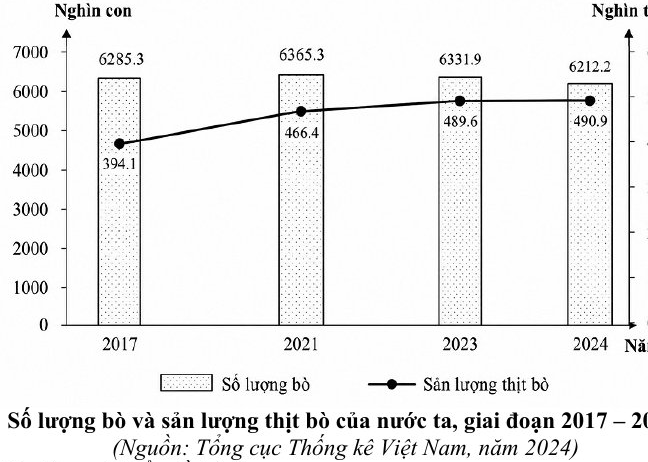 Nghìn con
Nghìn t
7000
6000
5000
4000
3000
2000
1000
0
6285.3
6365.3
6331.9
6212.2
394.1
466.4
489.6
490.9
2017
2021
2023
2024
Nă
Số lượng bò
Sản lượng thịt bò
Số lượng bò và sản lượng thịt bò của nước ta, giai đoạn 2017 – 20
(Nguồn: Tổng cục Thống kê Việt Nam, năm 2024)